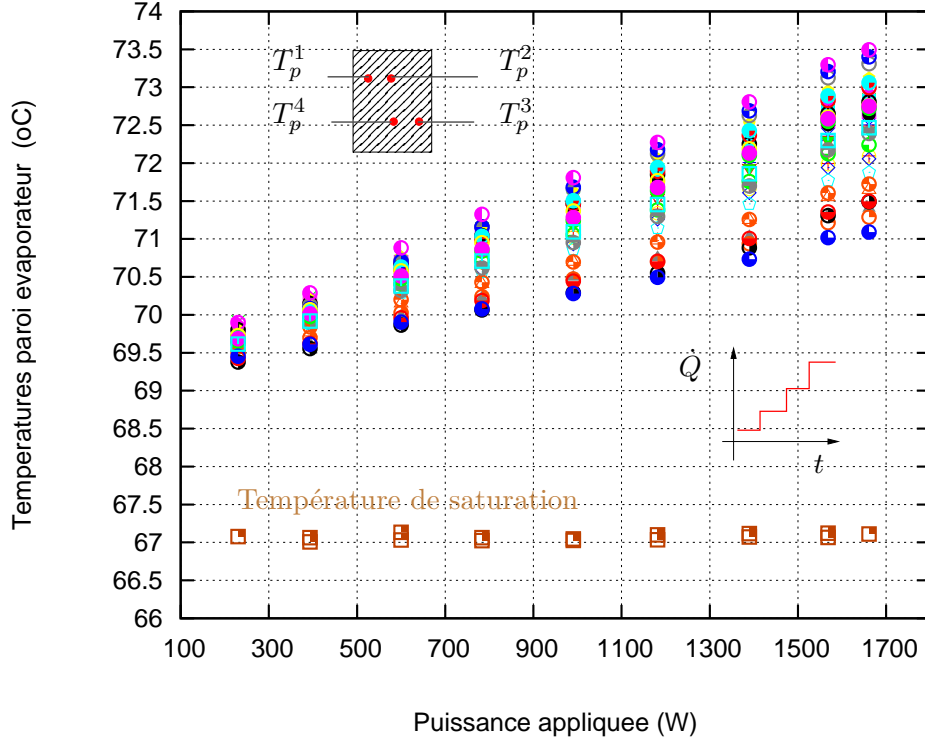 Temperatures paroi evaporateur (oC)
74
73.5
73
72.5
72
71.5
71
70.5
70
69.5
69
68.5
68
67.5
67
66.5
66
T_p^1
T_p^2
T_p^4
T_p^3
Q̇
t
Température de saturation
100 300 500 700 900 1100 1300 1500 1700
Puissance appliquee (W)